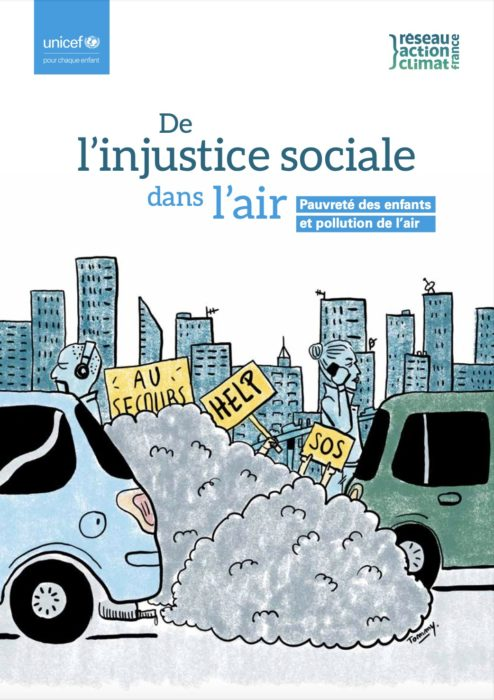 unicef
pour chaque enfant
réseau
action
climat
france
De
l'injustice sociale
dans l'air
Pauvreté des enfants
et pollution de l'air
AU
SECOURS
HELP
SOS
Tommy.